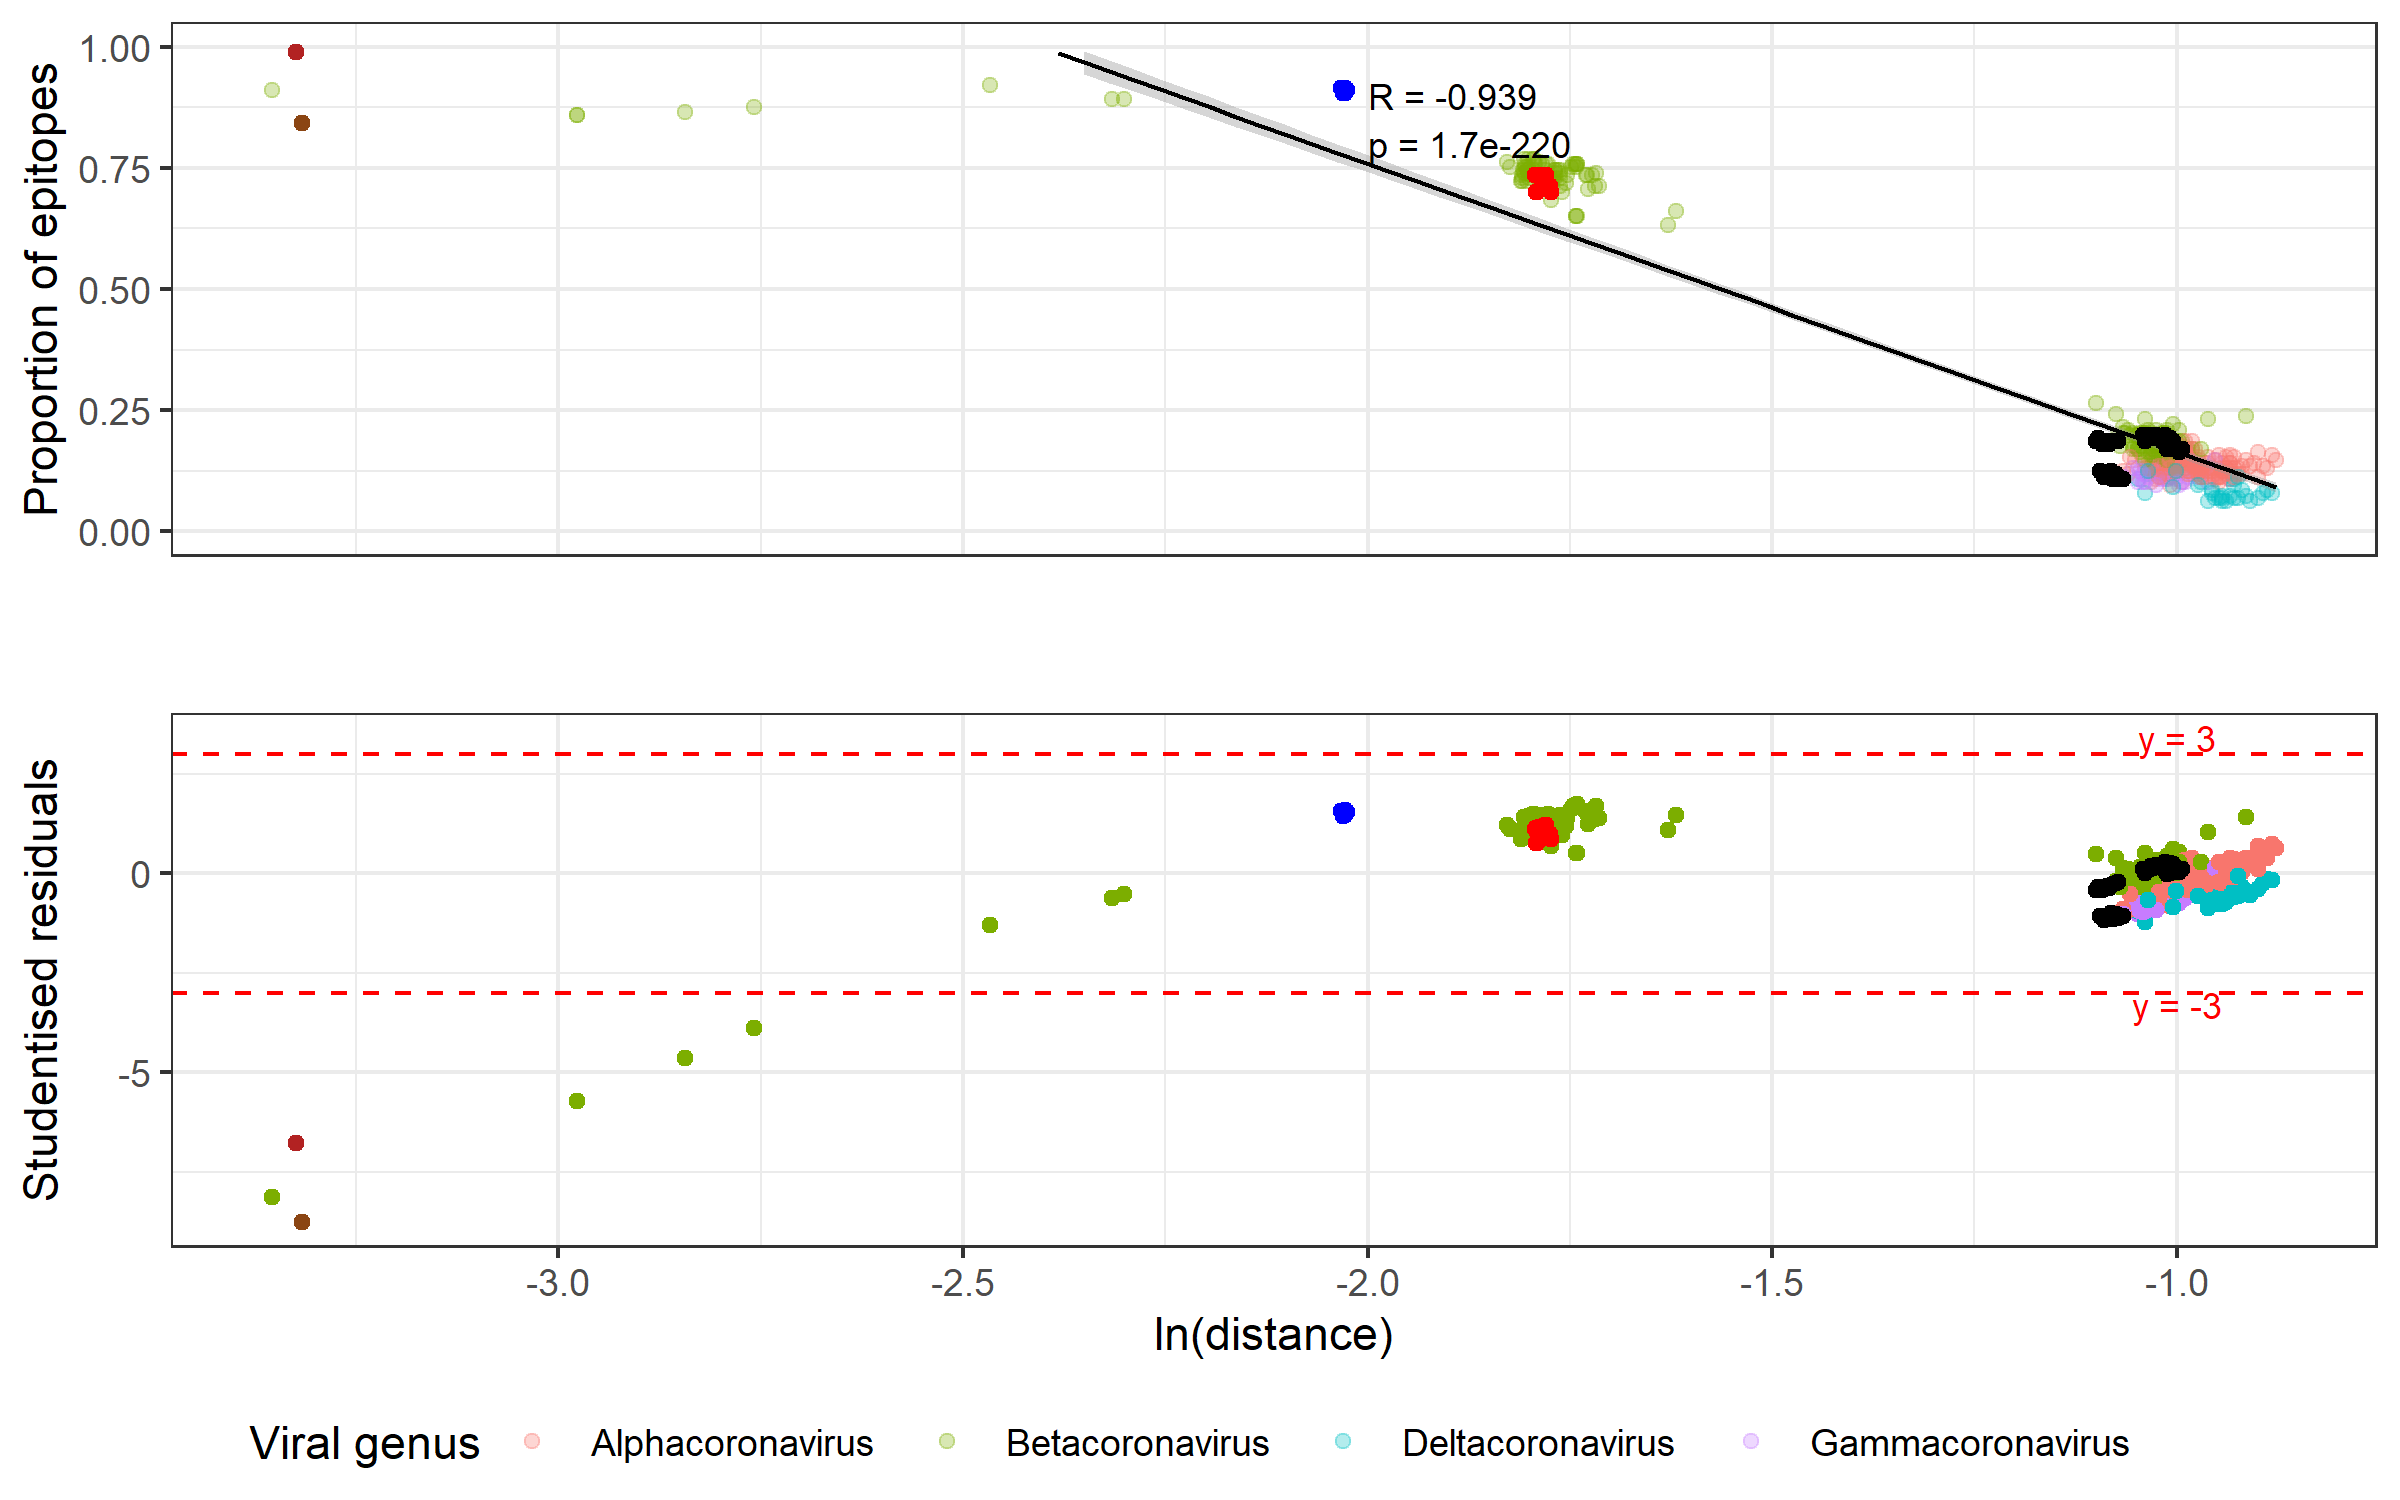 Proportion of epitopes
1.00
0.75
0.50
0.25
0.00
R = -0.939
p = 1.7e-220
Studentised residuals
0
-5
y = 3
y = -3
-3.0
-2.5
-2.0
-1.5
-1.0
ln(distance)
Viral genus
Alphacoronavirus
Betacoronavirus
Deltacoronavirus
Gammacoronavirus